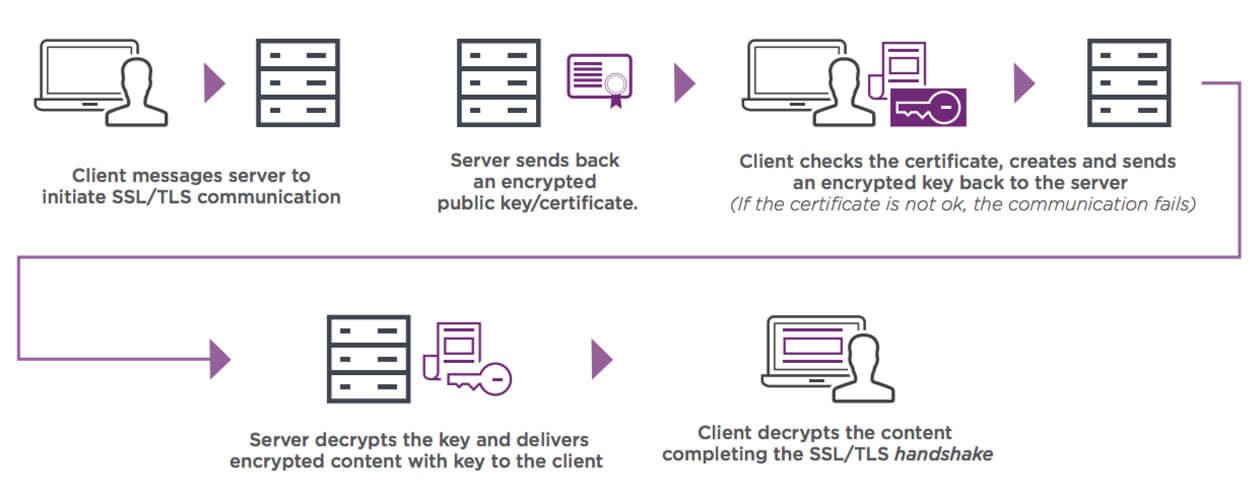 Client messages server to
initiate SSL/TLS communication
Server sends back
an encrypted
public key/certificate.
Client checks the certificate, creates and sends
an encrypted key back to the server
(If the certificate is not ok, the communication fails)
Server decrypts the key and delivers
encrypted content with key to the client
Client decrypts the content
completing the SSL/TLS handshake